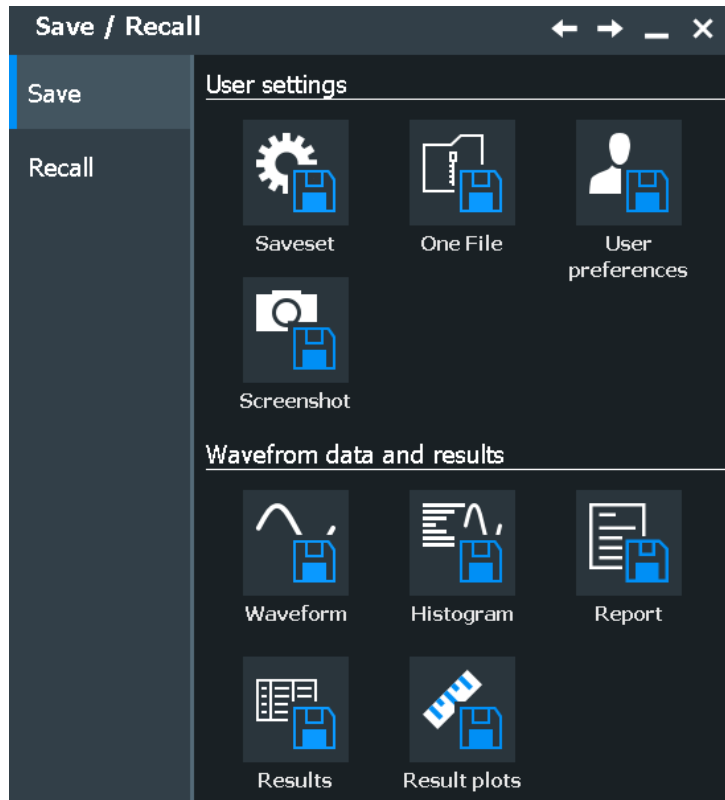 Save / Recall
Save
Recall
User settings
Saveset
One File
User
preferences
Screenshot
Wavefrom data and results
Waveform
Histogram
Report
Results
Result plots